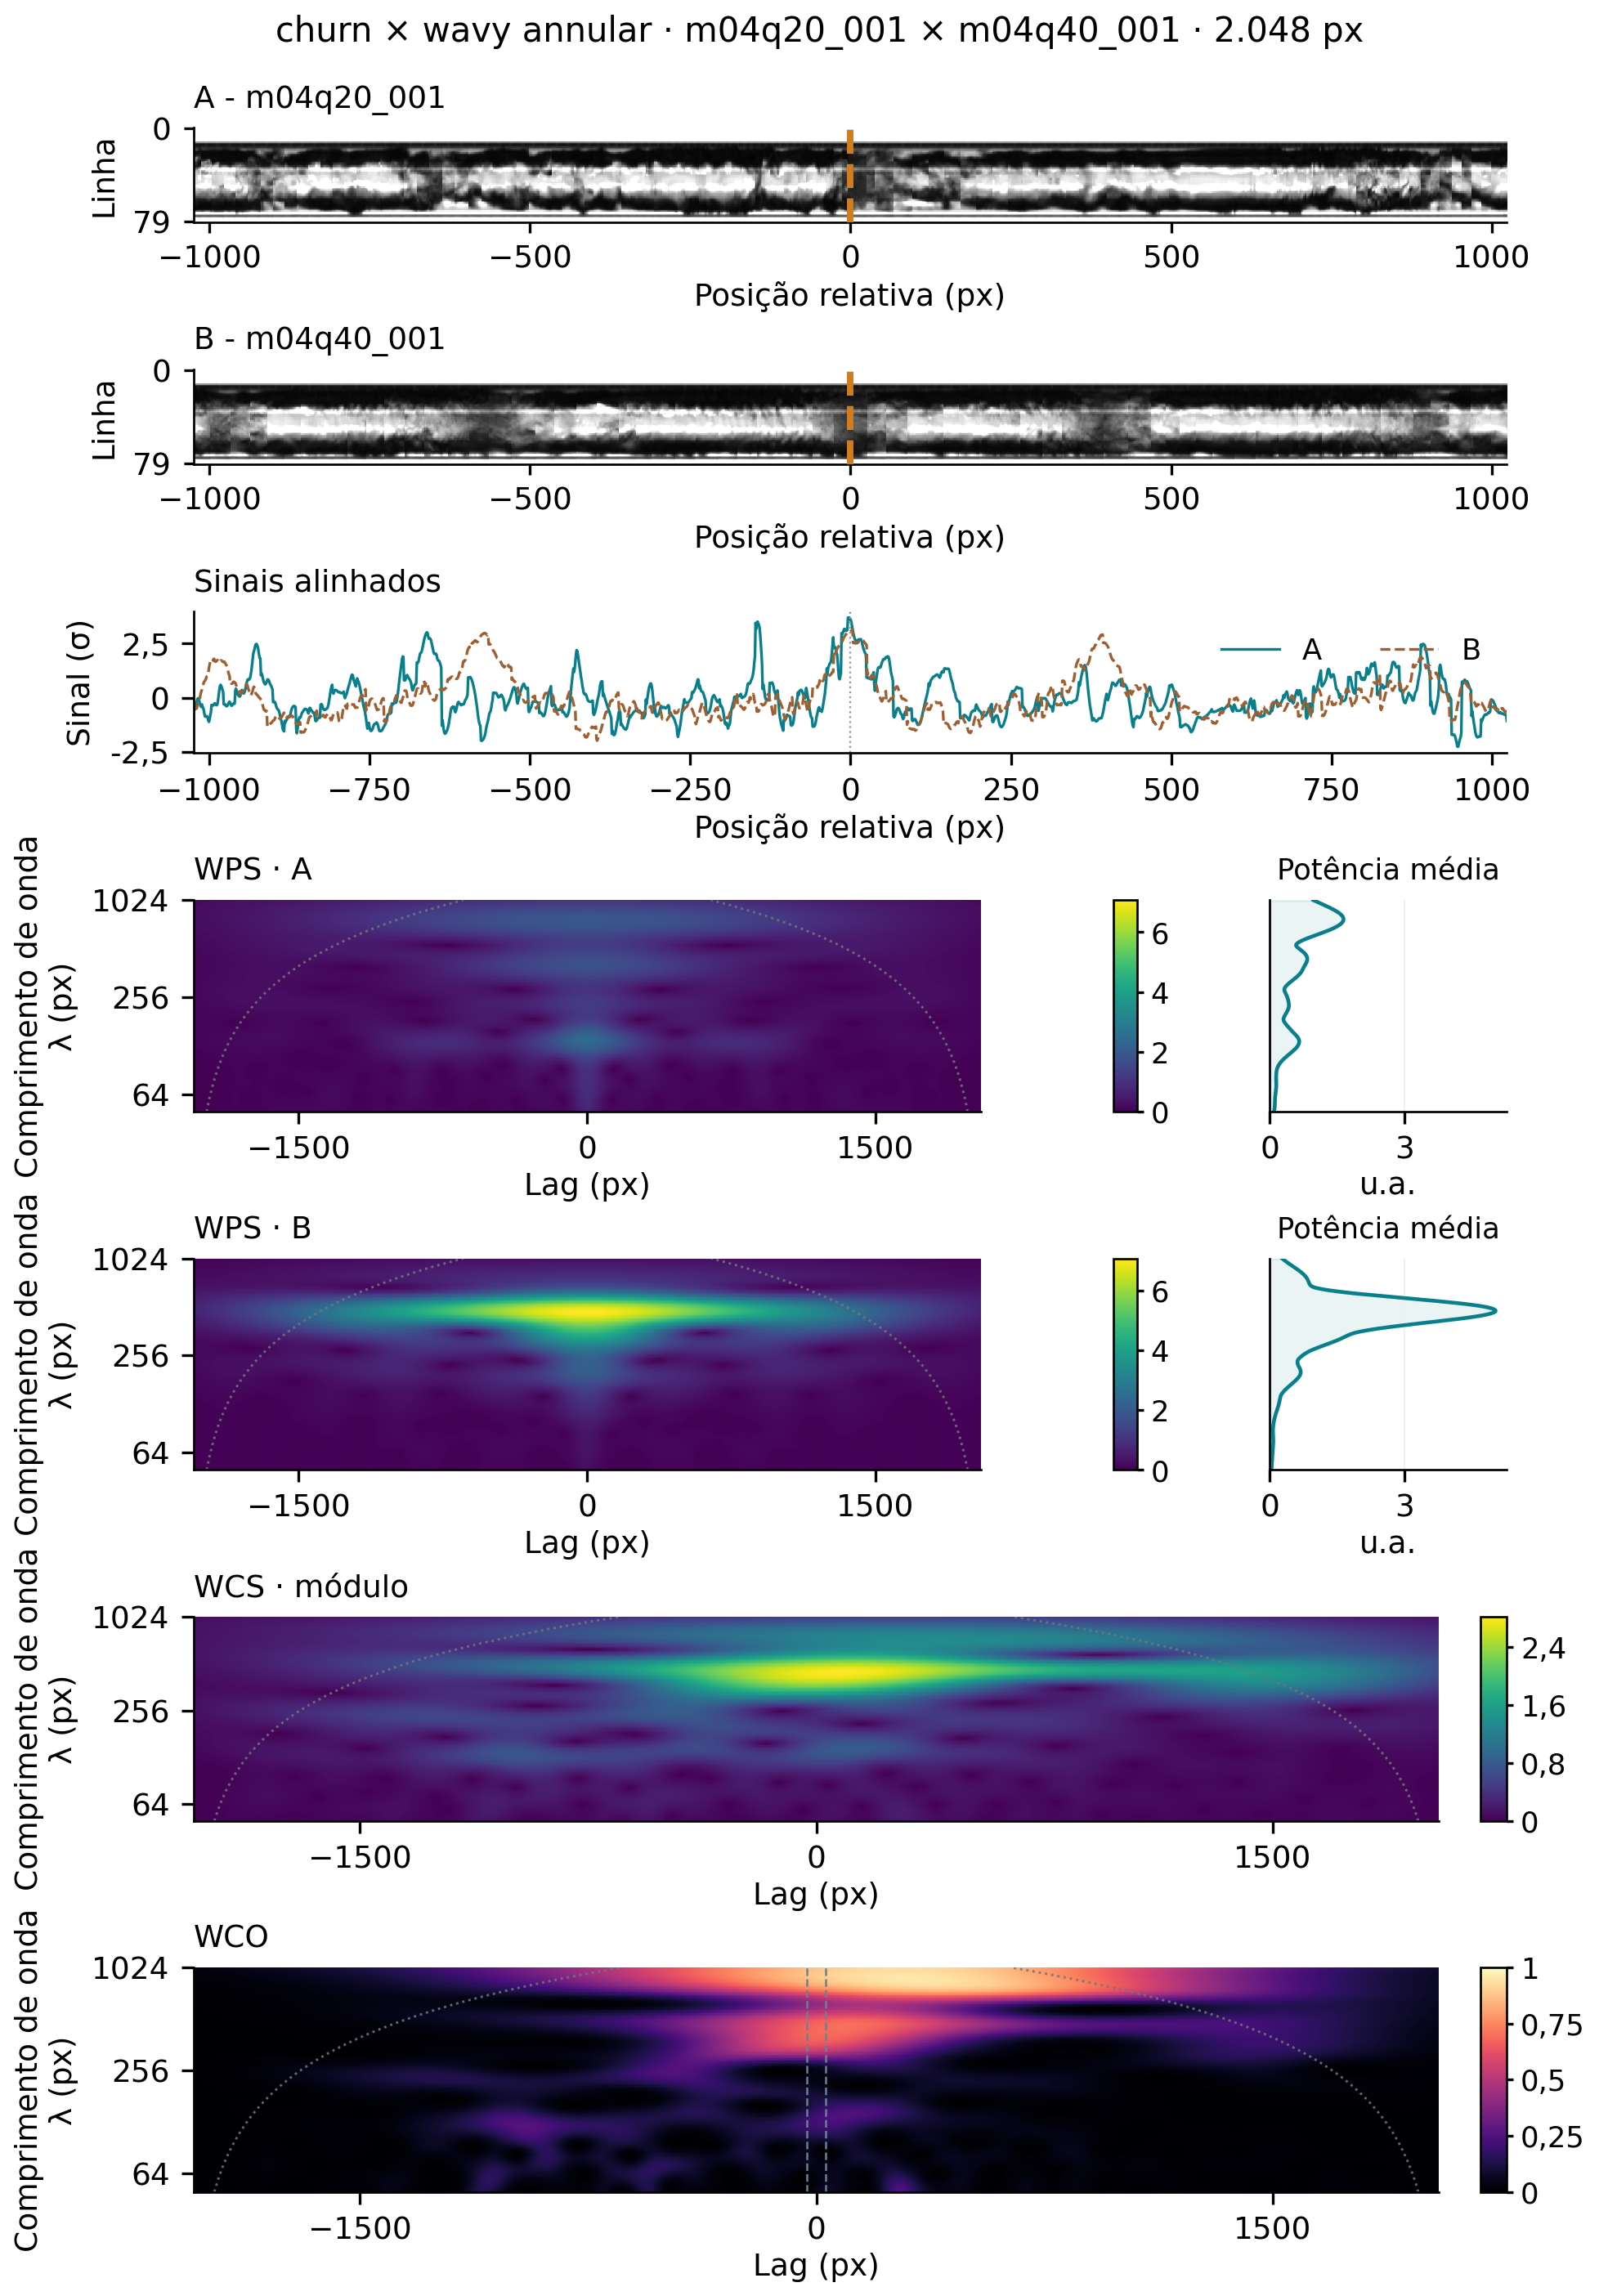 churn × wavy annular · m04q20_001 × m04q40_001 · 2.048 px
A - m04q20_001
Linha
0
79
−1000 −500 0 500 1000
Posição relativa (px)
B - m04q40_001
Linha
0
79
−1000 −500 0 500 1000
Posição relativa (px)
Sinais alinhados
Sinal (σ)
2,5
0
-2,5
A B
−1000 −750 −500 −250 0 250 500 750 1000
Posição relativa (px)
WPS · A
Comprimento de onda
λ (px)
1024
256
64
−1500 0 1500
Lag (px)
6
4
2
0
Potência média
0 3
u.a.
WPS · B
Comprimento de onda
λ (px)
1024
256
64
−1500 0 1500
Lag (px)
6
4
2
0
Potência média
0 3
u.a.
WCS · módulo
Comprimento de onda
λ (px)
1024
256
64
−1500 0 1500
Lag (px)
2,4
1,6
0,8
0
WCO
Comprimento de onda
λ (px)
1024
256
64
−1500 0 1500
Lag (px)
1
0,75
0,5
0,25
0